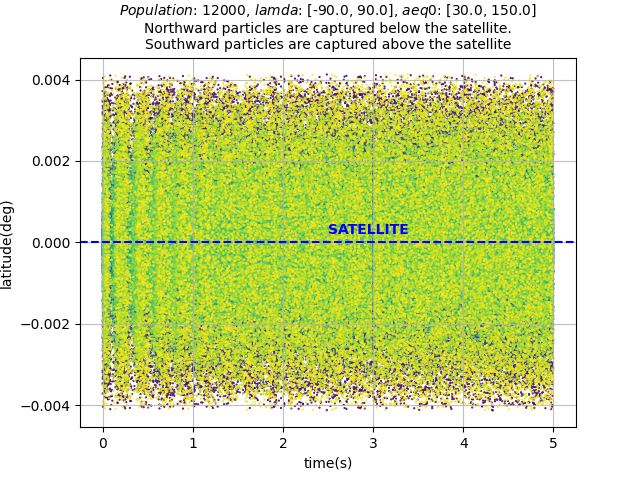 Population: 12000, lamda: [-90.0, 90.0], aeq0: [30.0, 150.0]
Northward particles are captured below the satellite.
Southward particles are captured above the satellite
0.004
0.002
0.000
−0.002
−0.004
latitude(deg)
SATELLITE
0 1 2 3 4 5
time(s)